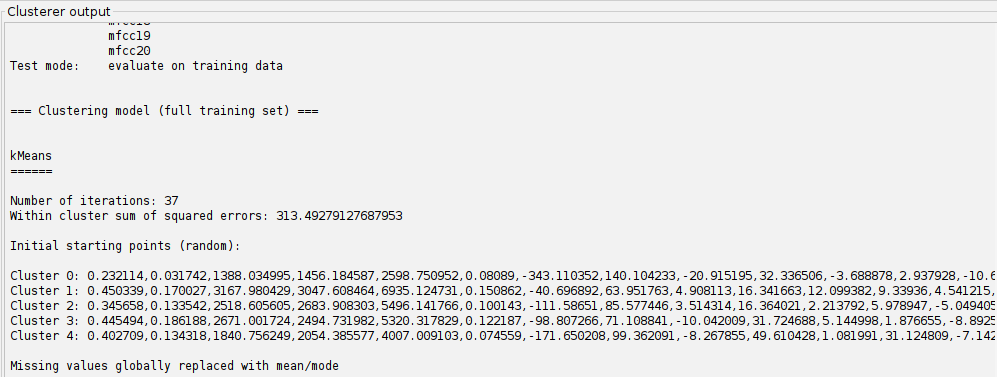 Clusterer output
mfcc18
mfcc19
mfcc20
Test mode:    evaluate on training data
=== Clustering model (full training set) ===
kMeans
======
Number of iterations: 37
Within cluster sum of squared errors: 313.49279127687953
Initial starting points (random):
Cluster 0: 0.232114,0.031742,1388.034995,1456.184587,2598.750952,0.08089,-343.110352,140.104233,-20.915195,32.336506,-3.688878,2.937928,-10.6
Cluster 1: 0.450339,0.170027,3167.980429,3047.608464,6935.124731,0.150862,-40.696892,63.951763,4.908113,16.341663,12.099382,9.33936,4.541215,
Cluster 2: 0.345658,0.133542,2518.605605,2683.908303,5496.141766,0.100143,-111.58651,85.577446,3.514314,16.364021,2.213792,5.978947,-5.049405
Cluster 3: 0.445494,0.186188,2671.001724,2494.731982,5320.317829,0.122187,-98.807266,71.108841,-10.042009,31.724688,5.144998,1.876655,-8.8925
Cluster 4: 0.402709,0.134318,1840.756249,2054.385577,4007.009103,0.074559,-171.650208,99.362091,-8.267855,49.610428,1.081991,31.124809,-7.142
Missing values globally replaced with mean/mode